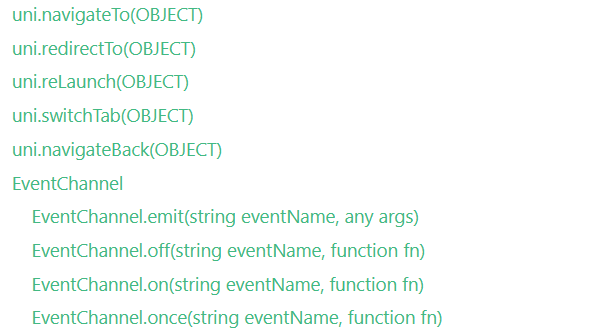 uni.navigateTo(OBJECT)
uni.redirectTo(OBJECT)
uni.reLaunch(OBJECT)
uni.switchTab(OBJECT)
uni.navigateBack(OBJECT)
EventChannel
EventChannel.emit(string eventName, any args)
EventChannel.off(string eventName, function fn)
EventChannel.on(string eventName, function fn)
EventChannel.once(string eventName, function fn)